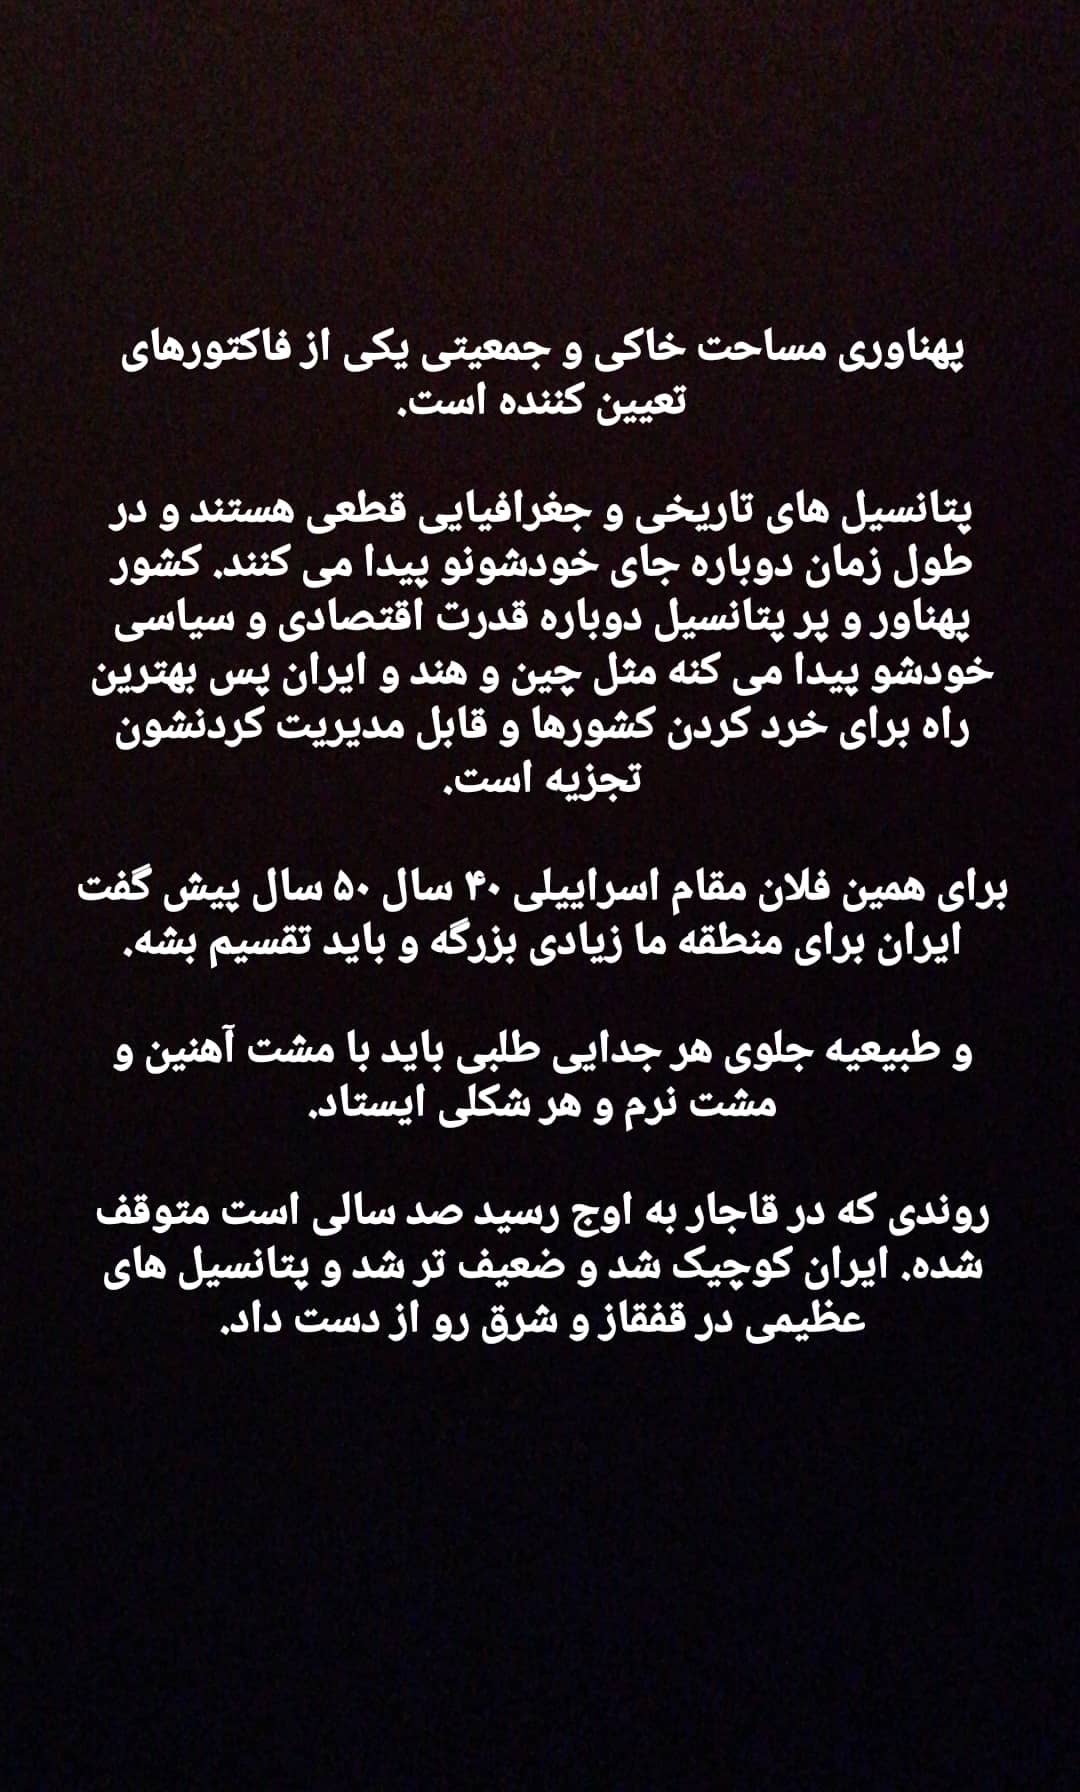 پهناوری مساحت خاکی و جمعیتی یکی از فاکتورهای
تعیین کننده است.
پتانسیل های تاریخی و جغرافیایی قطعی هستند و در
طول زمان دوباره جای خودشونو پیدا می کنند. کشور
پهناور و پر پتانسیل دوباره قدرت اقتصادی و سیاسی
خودشو پیدا می کنه مثل چین و هند و ایران پس بهترین
راه برای خرد کردن کشورها و قابل مدیریت کردنشون
تجزیه است.
برای همین فلان مقام اسراییلی ۴۰ سال ۵۰ سال پیش گفت
ایران برای منطقه ما زیادی بزرگه و باید تقسیم بشه.
و طبیعیه جلوی هر جدایی طلبی باید با مشت آهنین و
مشت نرم و هر شکلی ایستاد.
روندی که در قاجار به اوج رسید صد سالی است متوقف
شده. ایران کوچیک شد و ضعیف تر شد و پتانسیل های
عظیمی در قفقاز و شرق رو از دست داد.